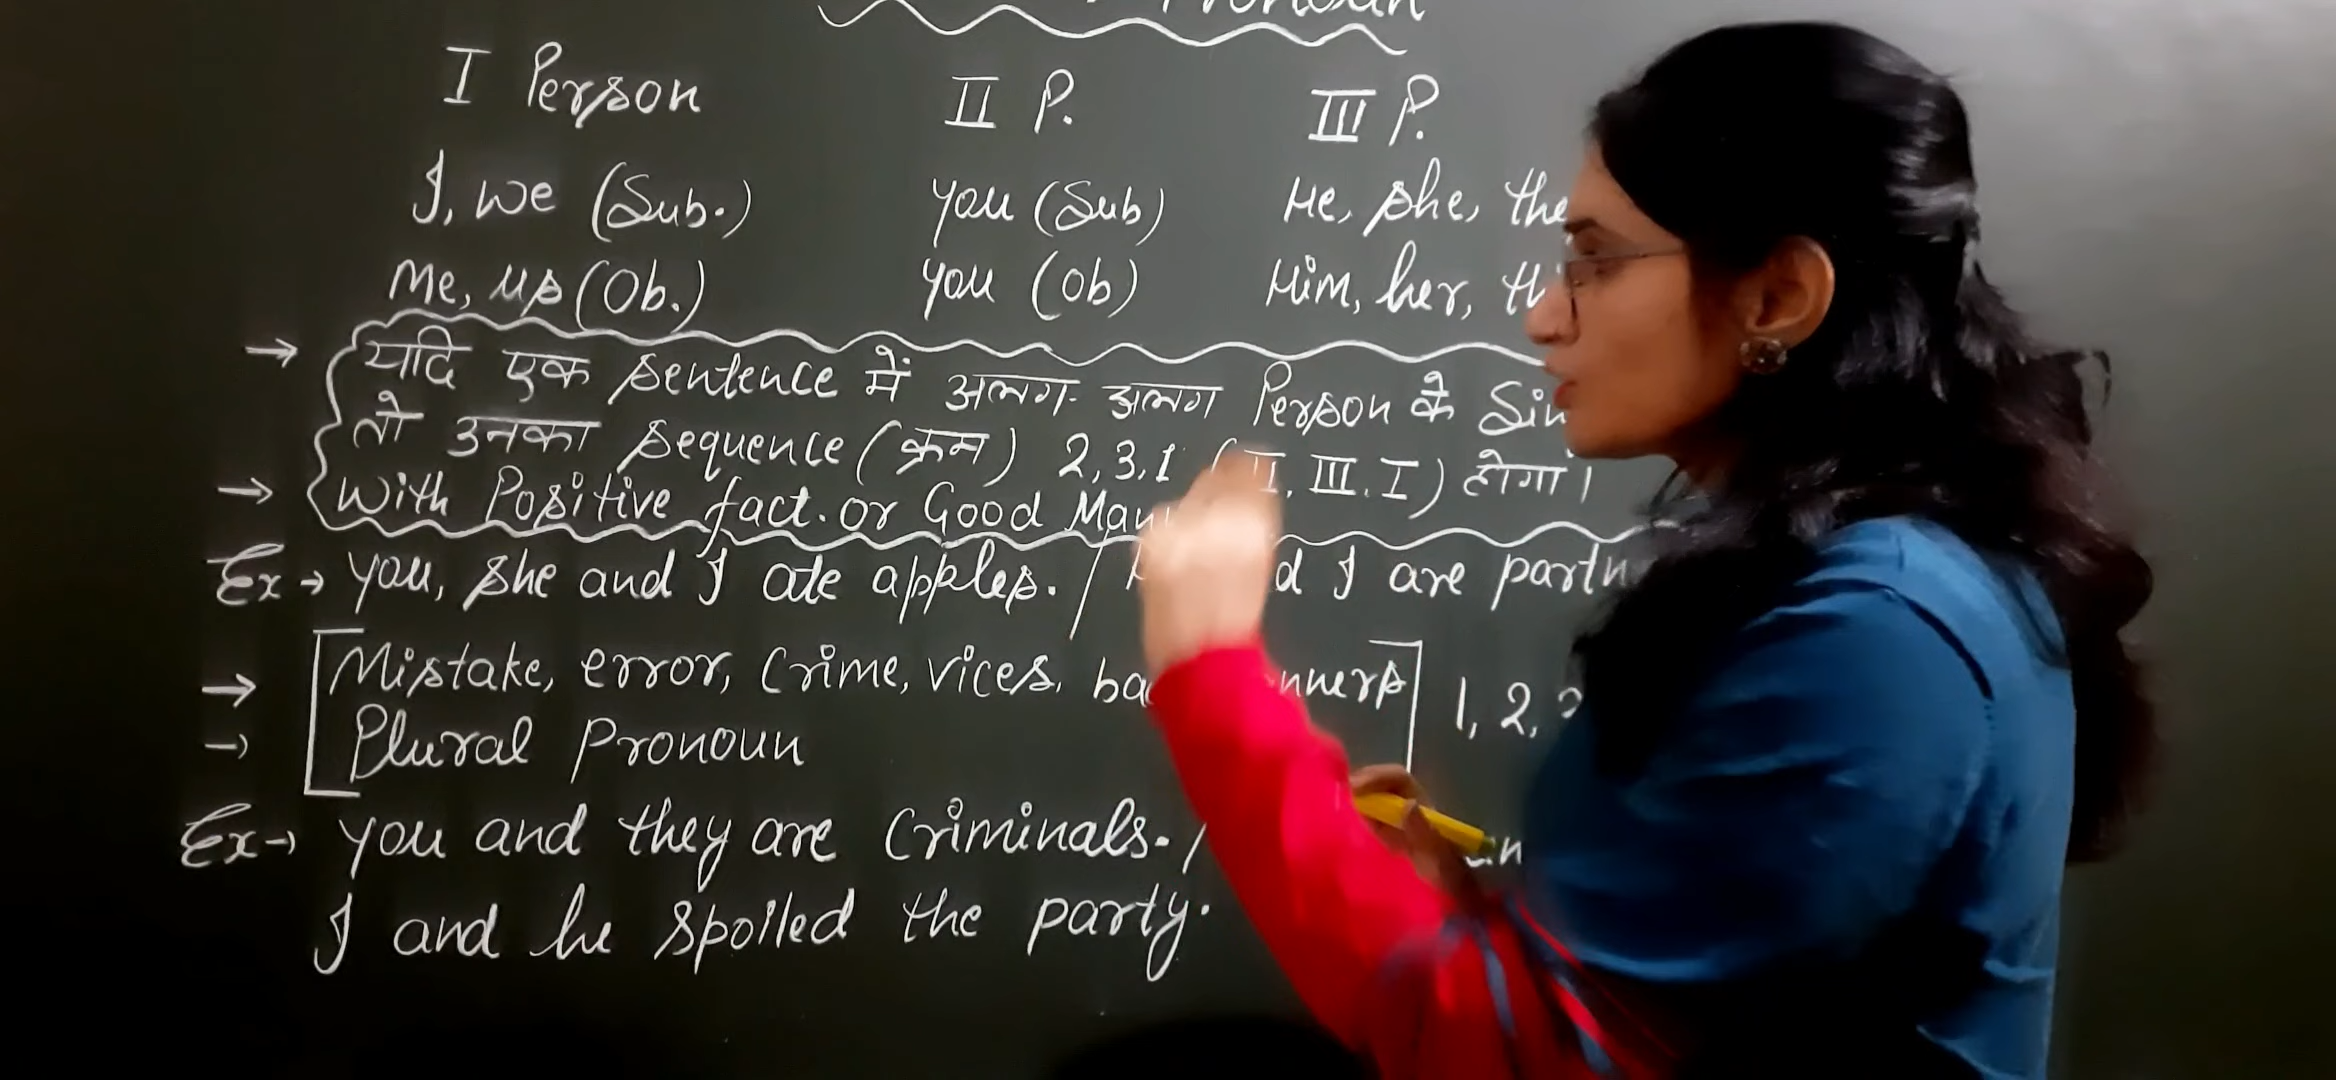 Pronoun
I Person II P. III P.
I, we (Sub.) you (Sub) He, she,
Me, us (Ob.) you (ob) Him, her,
→ यदि एक sentence में अलग-अलग Person के
तो उनका sequence (क्रम) 2, 3, 1 (II, III, I) होगा।
→ With Positive fact. or Good
Ex → you, she and I ate apples. / I are
→ Mistake, error, Crime, vices, 1, 2,
→ Plural Pronoun
Ex → you and they are Criminals. /
I and he spoiled the party.